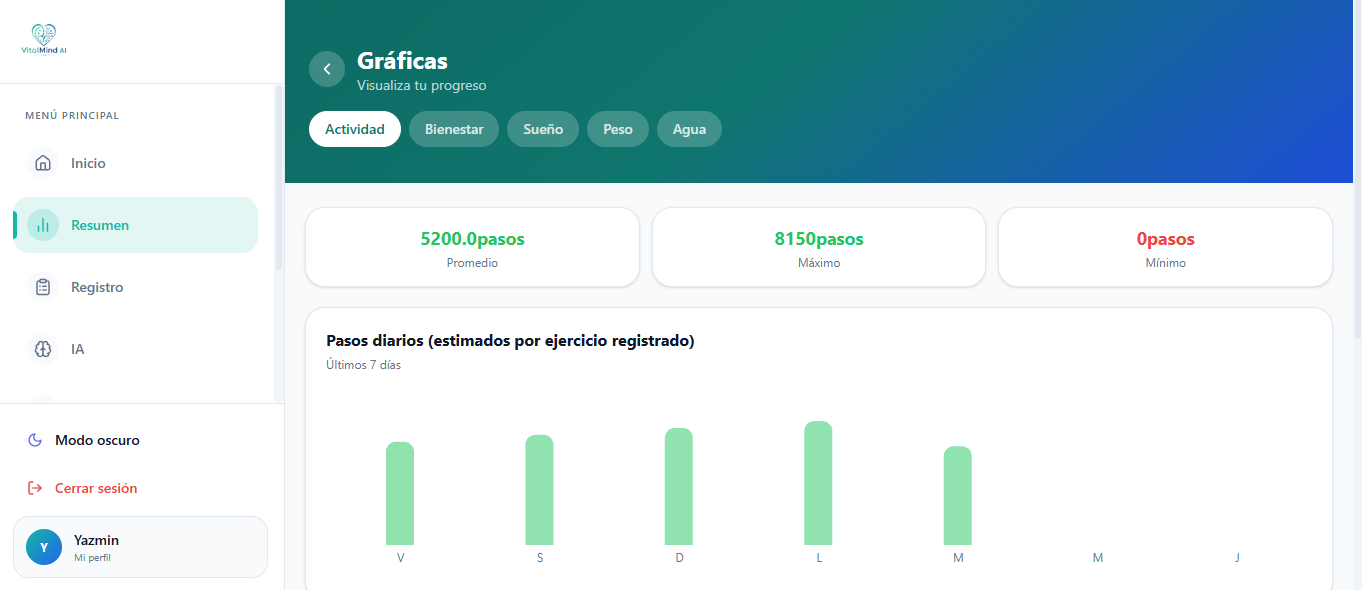 VitalMind AI
MENÚ PRINCIPAL
Inicio
Resumen
Registro
IA
Modo oscuro
Cerrar sesión
Y
Yazmin
Mi perfil
Gráficas
Visualiza tu progreso
Actividad Bienestar Sueño Peso Agua
5200.0pasos
Promedio
8150pasos
Máximo
0pasos
Mínimo
Pasos diarios (estimados por ejercicio registrado)
Últimos 7 días
V S D L M M J